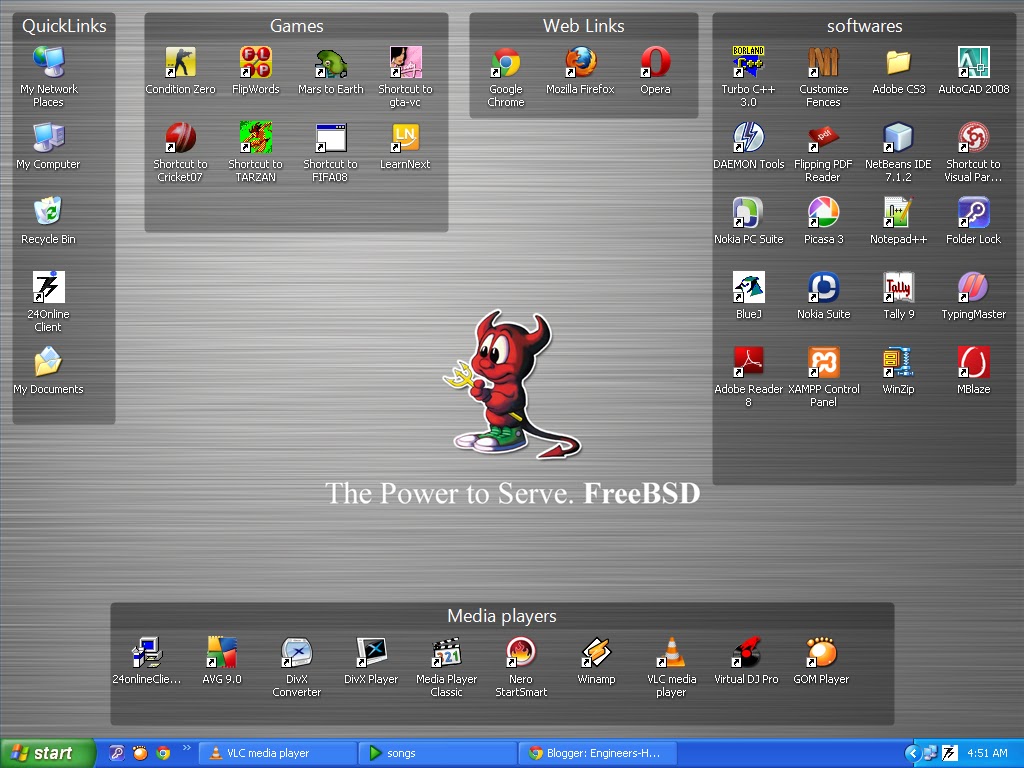 QuickLinks
My Network
Places
My Computer
Recycle Bin
24Online
Client
My Documents
Games
Condition Zero
FlipWords
Mars to Earth
Shortcut to
gta-vc
Shortcut to
Cricket07
Shortcut to
TARZAN
Shortcut to
FIFA08
LN
LearnNext
Web Links
Google
Chrome
Mozilla Firefox
Opera
softwares
BORLAND
C++
Turbo C++
3.0
Customize
Fences
Adobe CS3
AutoCAD 2008
DAEMON Tools
pdf
Flipping PDF
Reader
NetBeans IDE
7.1.2
Shortcut to
Visual Par...
Nokia PC Suite
Picasa 3
Notepad++
Folder Lock
BlueJ
Nokia Suite
Tally
Tally 9
TypingMaster
Adobe Reader
8
XAMPP Control
Panel
WinZip
MBlaze
The Power to Serve. FreeBSD
Media players
24onlineClie...
AVG 9.0
DivX
Converter
DivX Player
321
Media Player
Classic
Nero
StartSmart
Winamp
VLC media
player
Virtual DJ Pro
GOM Player
start
VLC media player
songs
Blogger: Engineers-H...
4:51 AM